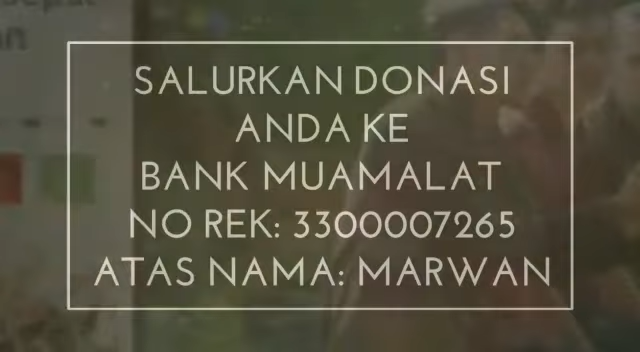 SALURKAN DONASI
ANDA KE
BANK MUAMALAT
NO REK: 3300007265
ATAS NAMA: MARWAN